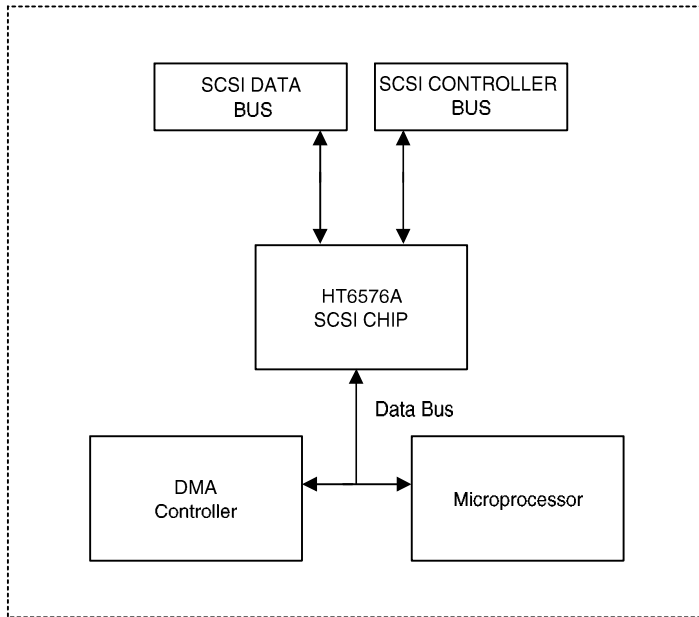 SCSI DATA
BUS
SCSI CONTROLLER
BUS
HT6576A
SCSI CHIP
Data Bus
DMA
Controller
Microprocessor